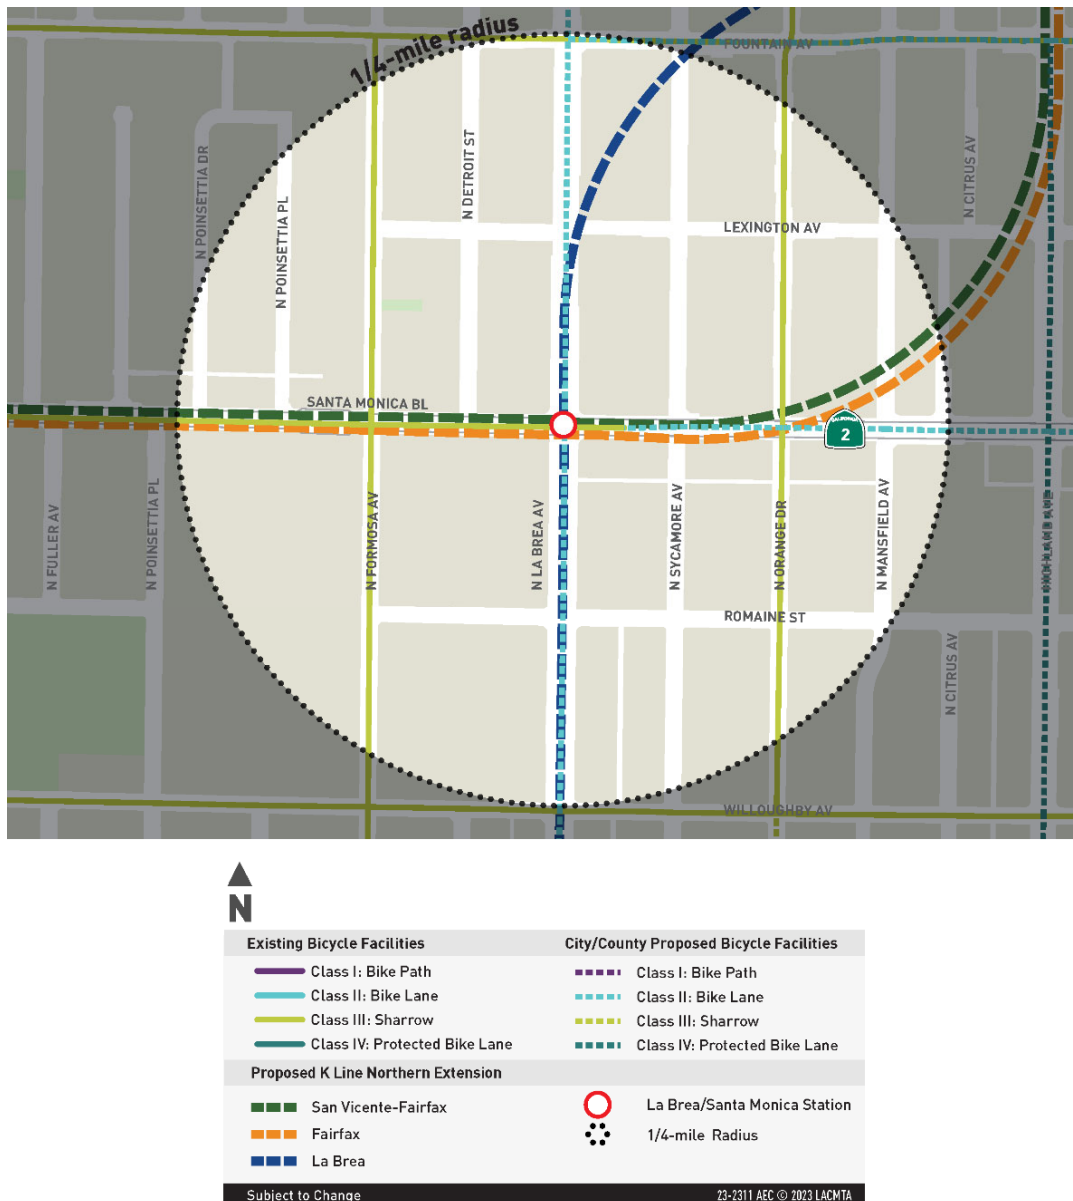 1/4-mile radius
FOUNTAIN AV
N POINSETTIA DR
N DETROIT ST
N CITRUS AV
N POINSETTIA PL
LEXINGTON AV
SANTA MONICA BL
CALIFORNIA
2
N FULLER AV
N POINSETTIA PL
N FORMOSA AV
N LA BREA AV
N SYCAMORE AV
N ORANGE DR
N MANSFIELD AV
ROMAINE ST
N CITRUS AV
WILLOUGHBY AV
N
Existing Bicycle Facilities
Class I: Bike Path
Class II: Bike Lane
Class III: Sharrow
Class IV: Protected Bike Lane
City/County Proposed Bicycle Facilities
Class I: Bike Path
Class II: Bike Lane
Class III: Sharrow
Class IV: Protected Bike Lane
Proposed K Line Northern Extension
San Vicente-Fairfax
Fairfax
La Brea
La Brea/Santa Monica Station
1/4-mile Radius
Subject to Change
23-2311 AEC © 2023 LACMTA